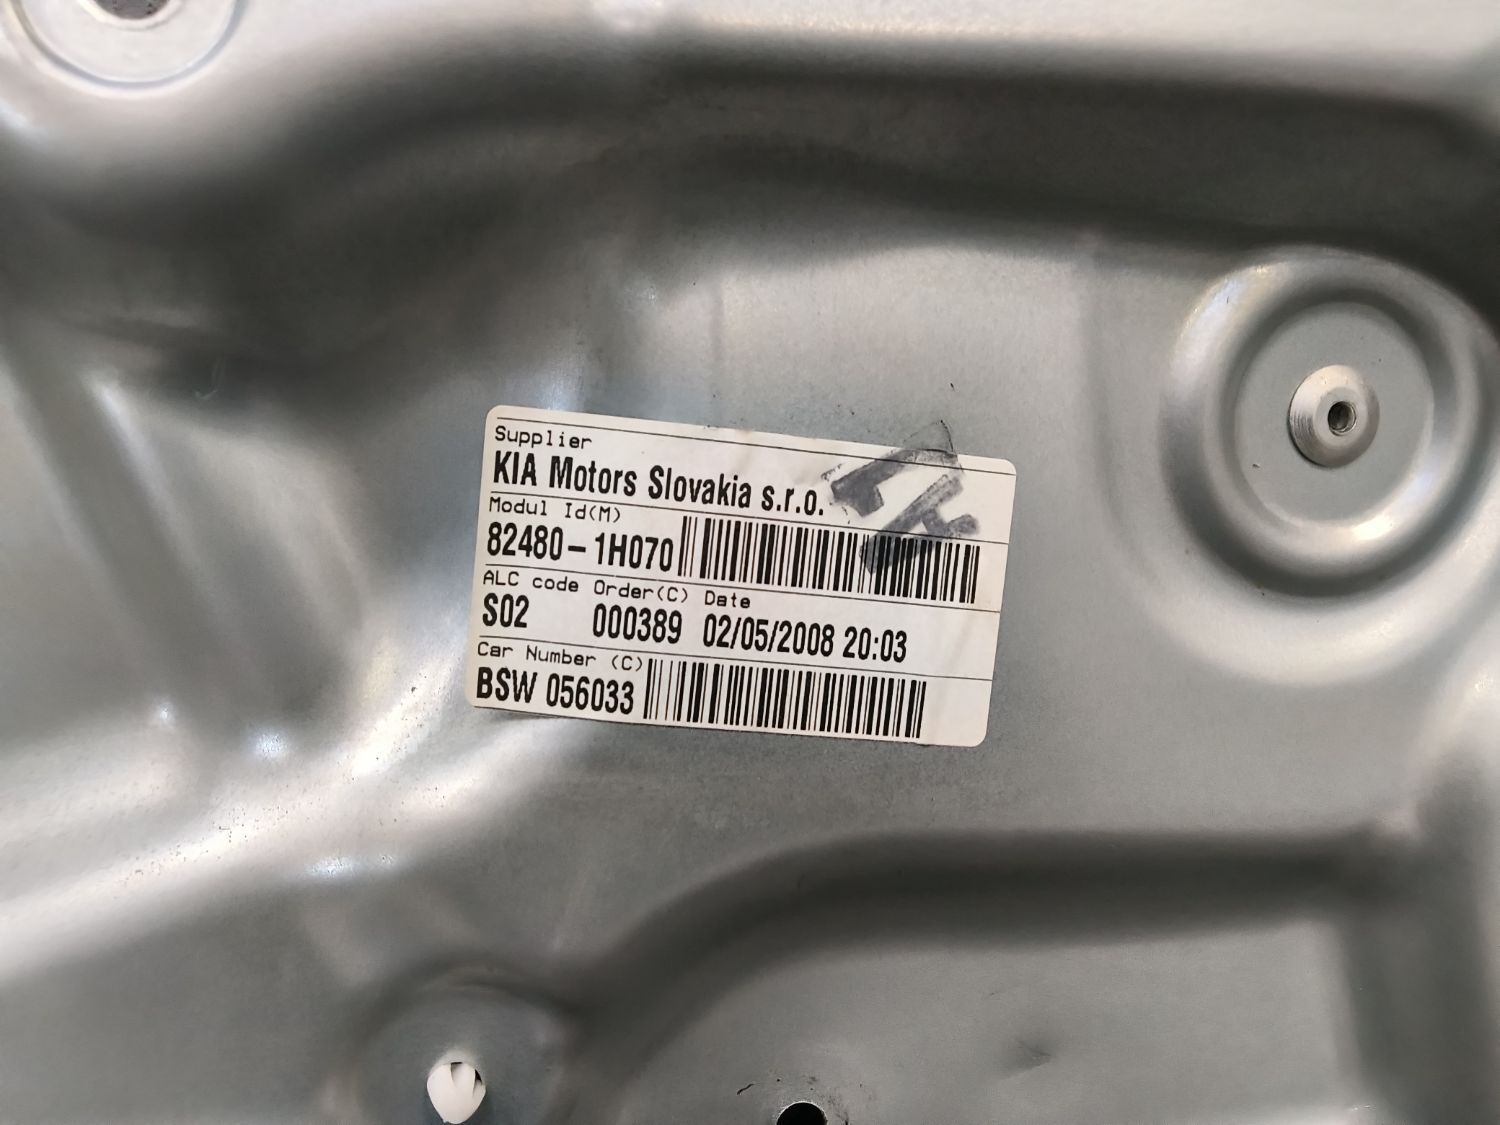 Supplier
KIA Motors Slovakia s.r.o.
Modul Id(M)
82480-1H070
ALC code Order(C) Date
S02 000389 02/05/2008 20:03
Car Number (C)
BSW 056033